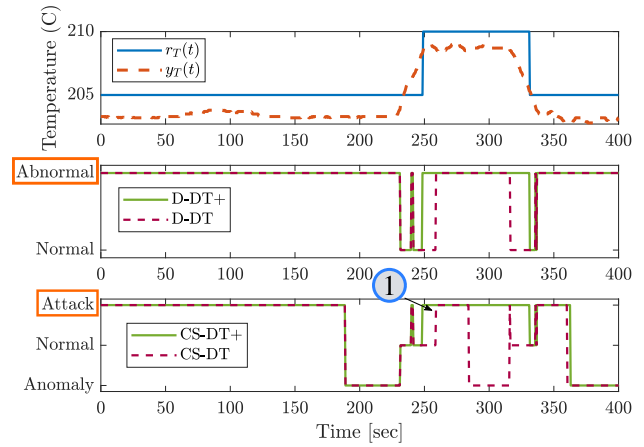 Temperature (C)
210
205
r_T(t)
y_T(t)
0 50 100 150 200 250 300 350 400
Abnormal
Normal
D-DT+
D-DT
0 50 100 150 200 250 300 350 400
1
Attack
Normal
Anomaly
CS-DT+
CS-DT
0 50 100 150 200 250 300 350 400
Time [sec]